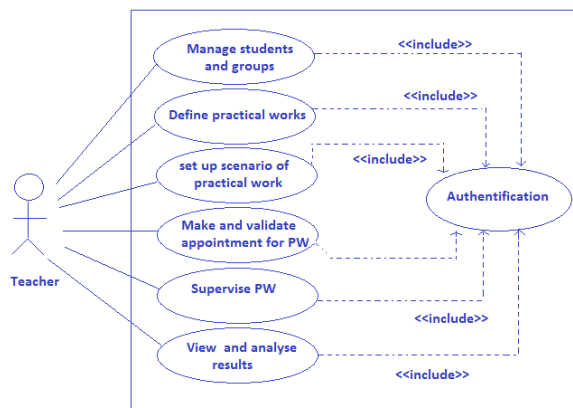 Manage students
and groups
<<include>>
Define practical works
<<include>>
set up scenario of
practical work
<<include>>
Authentification
Make and validate
appointment for PW
Teacher
Supervise PW
<<include>>
View and analyse
results
<<include>>